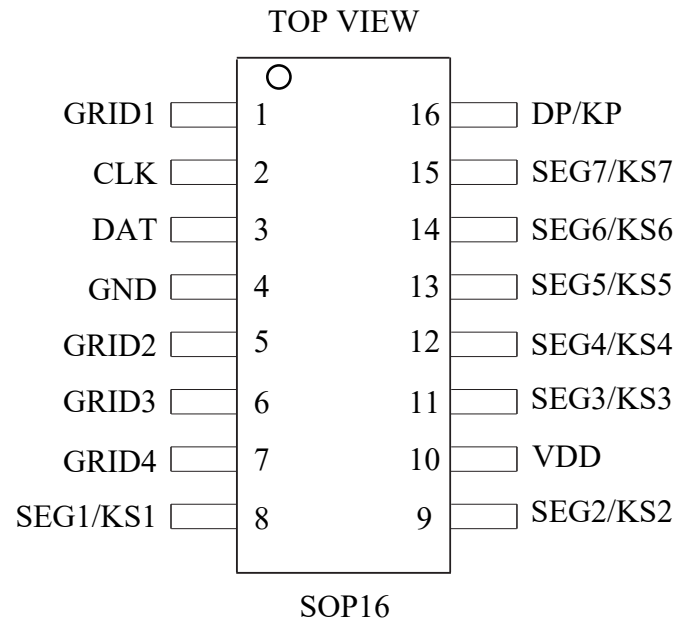 TOP VIEW
GRID1 1 16 DP/KP
CLK 2 15 SEG7/KS7
DAT 3 14 SEG6/KS6
GND 4 13 SEG5/KS5
GRID2 5 12 SEG4/KS4
GRID3 6 11 SEG3/KS3
GRID4 7 10 VDD
SEG1/KS1 8 9 SEG2/KS2
SOP16